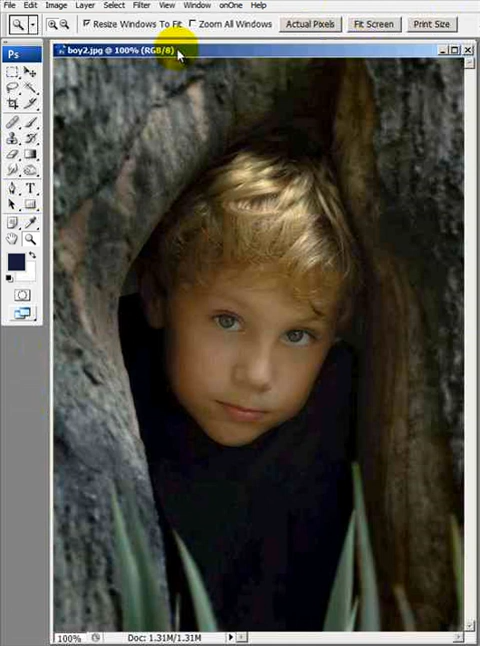 File Edit Image Layer Select Filter View Window onOne Help
Resize Windows To Fit Zoom All Windows Actual Pixels Fit Screen Print Size
Ps
boy2.jpg @ 100% (RGB/8)
T
100% Doc: 1.31M/1.31M